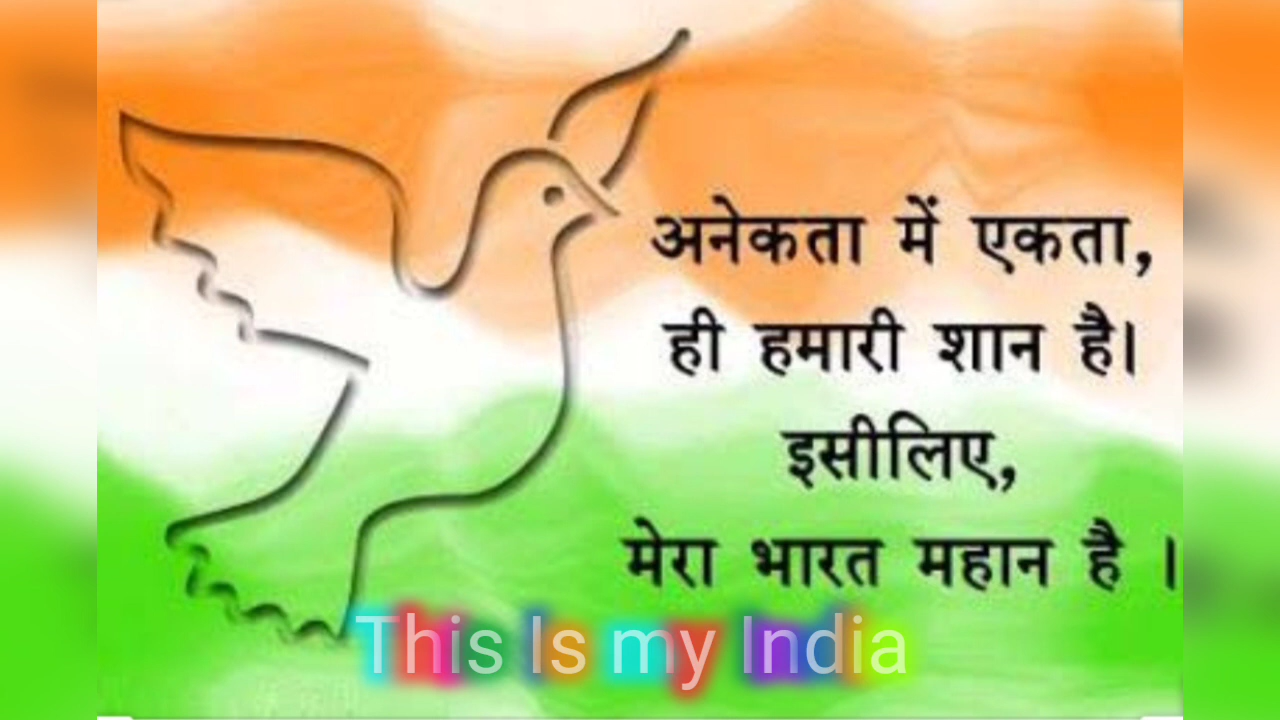 अनेकता में एकता,
ही हमारी शान है।
इसीलिए,
मेरा भारत महान है ।
This Is my India